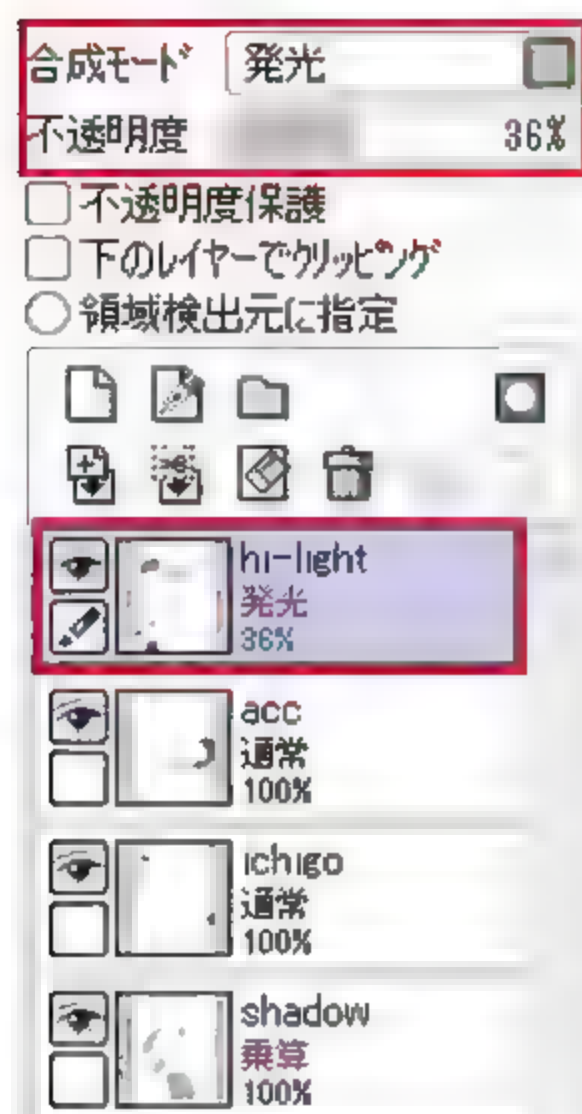 合成モード 発光
不透明度 36%
不透明度保護
下のレイヤーでクリッピング
領域検出元に指定
hi-light
発光
36%
acc
通常
100%
ichigo
通常
100%
shadow
乗算
100%